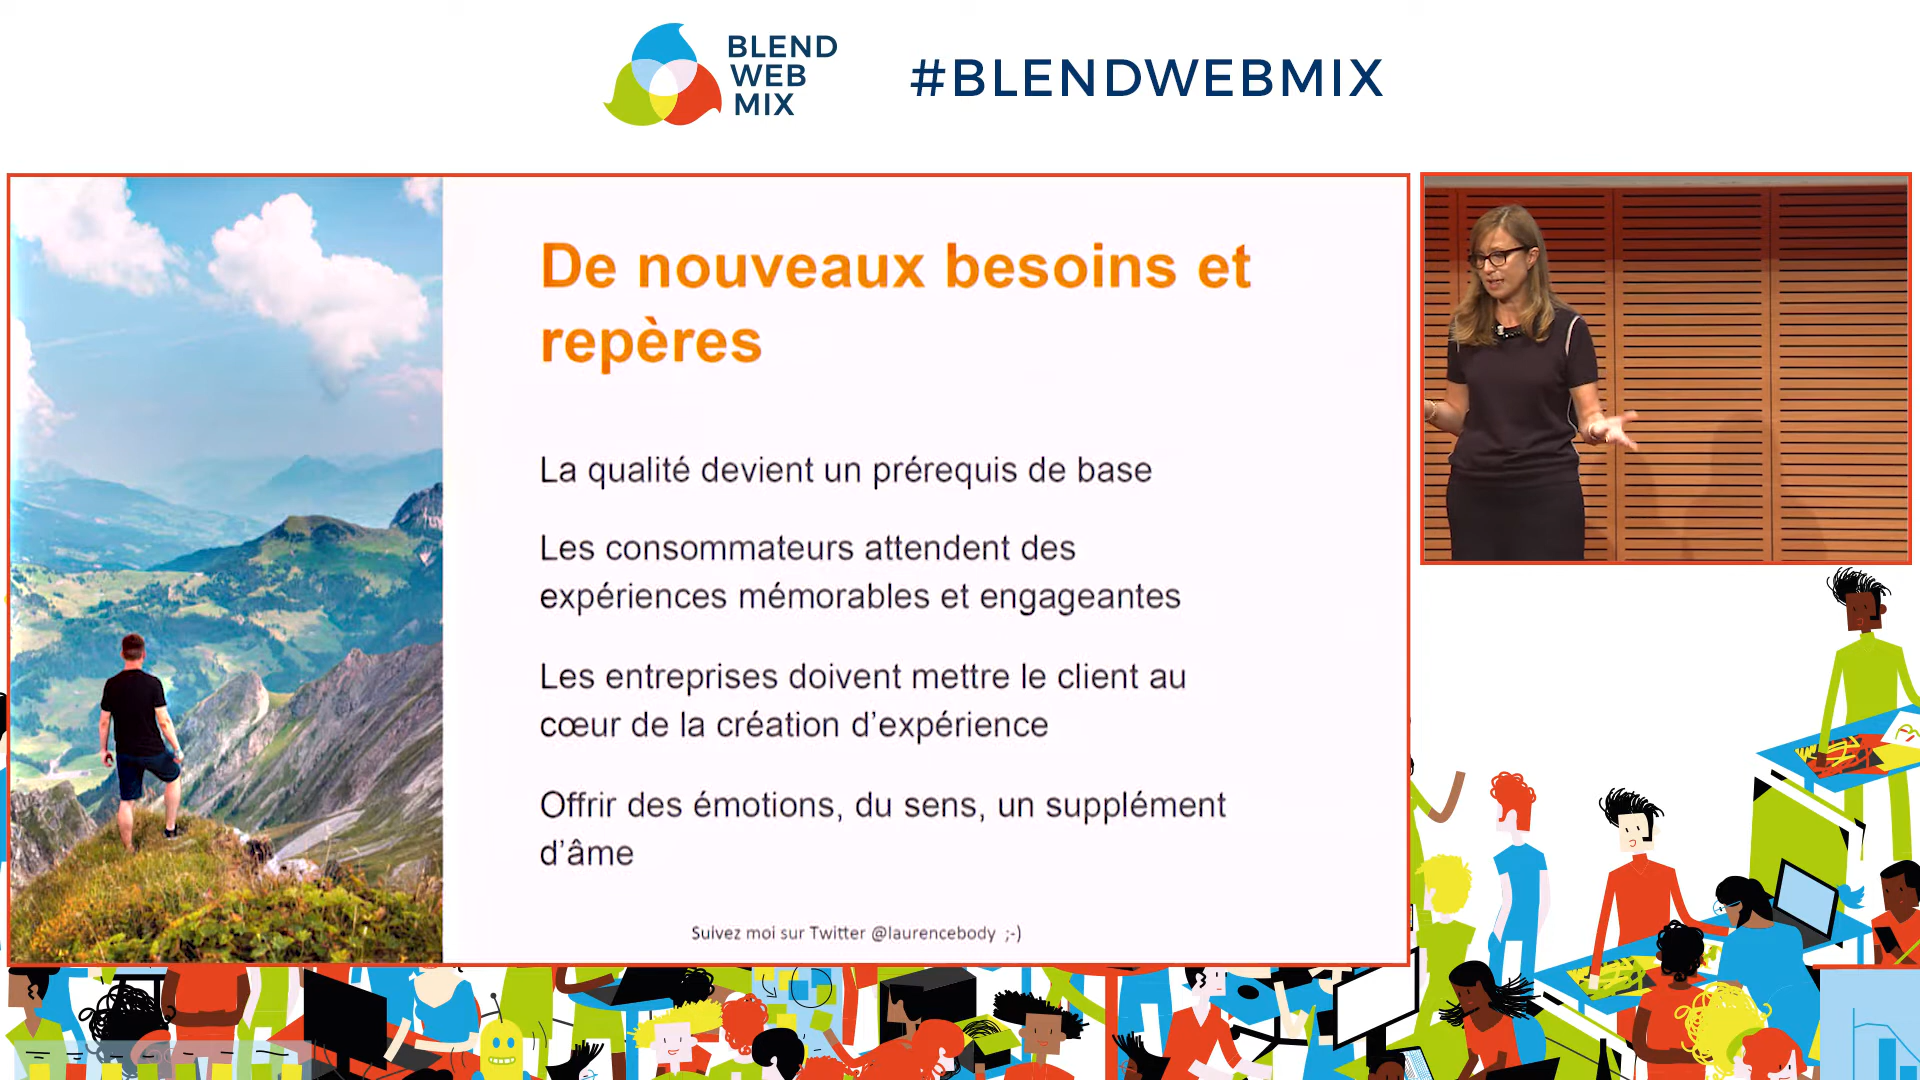 BLEND
WEB
MIX
#BLENDWEBMIX
De nouveaux besoins et
repères
La qualité devient un prérequis de base
Les consommateurs attendent des
expériences mémorables et engageantes
Les entreprises doivent mettre le client au
cœur de la création d’expérience
Offrir des émotions, du sens, un supplément
d’âme
Suivez moi sur Twitter @laurencebody ;-)